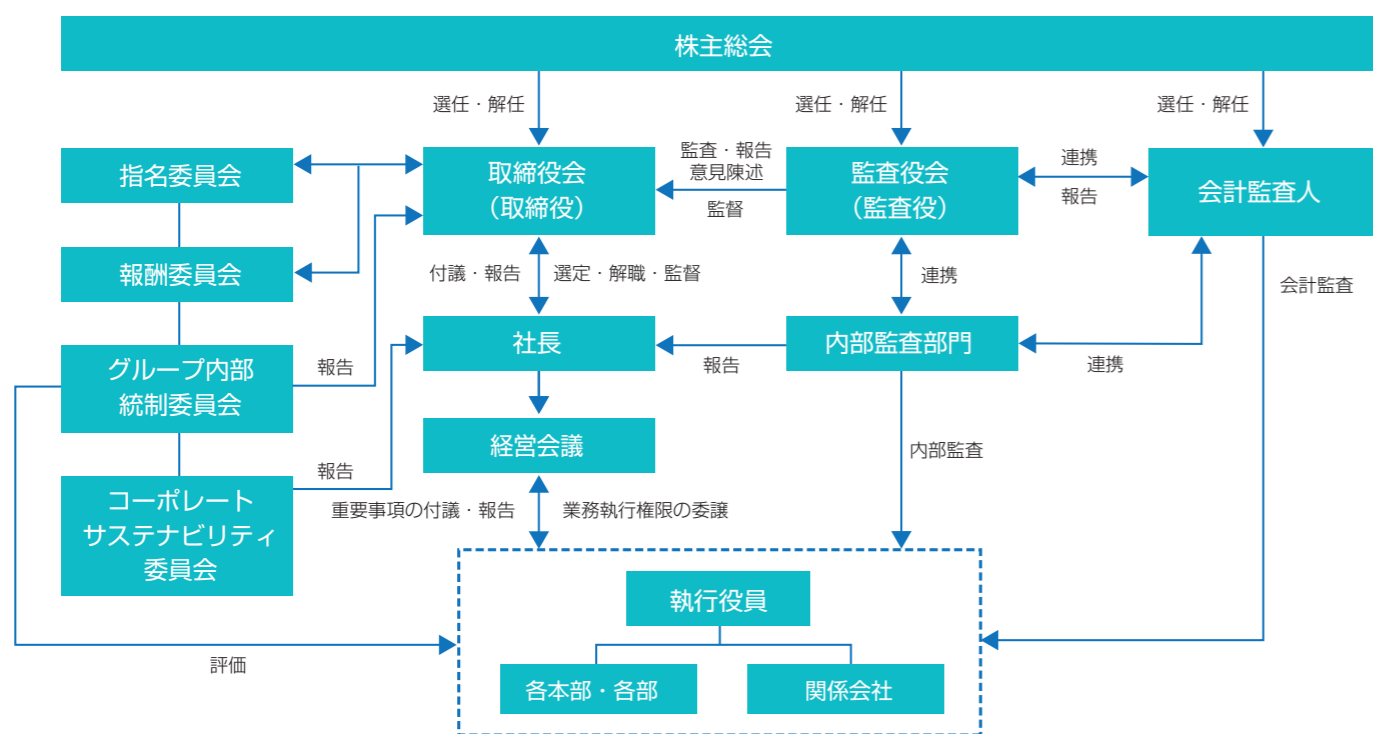 株主総会
選任・解任
選任・解任
選任・解任
指名委員会
取締役会
（取締役）
監査・報告
意見陳述
監督
監査役会
（監査役）
連携
報告
会計監査人
報酬委員会
付議・報告
選定・解職・監督
連携
会計監査
グループ内部
統制委員会
報告
社長
報告
内部監査部門
連携
経営会議
内部監査
コーポレート
サステナビリティ
委員会
報告
重要事項の付議・報告
業務執行権限の委譲
執行役員
評価
各本部・各部
関係会社